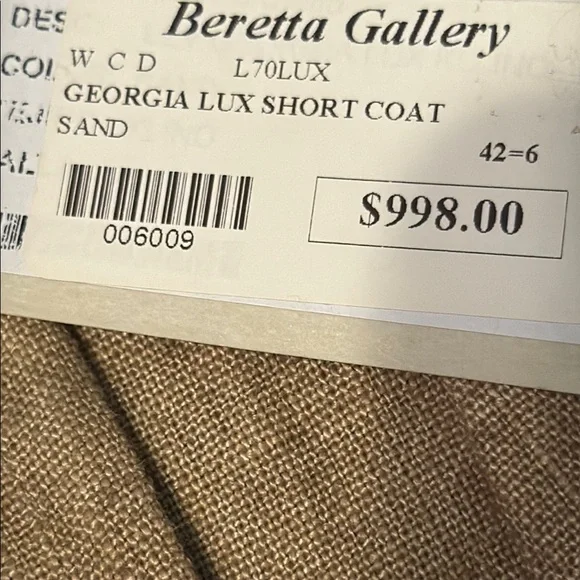 Beretta Gallery
W C D L70LUX
GEORGIA LUX SHORT COAT
SAND
42=6
$998.00
006009